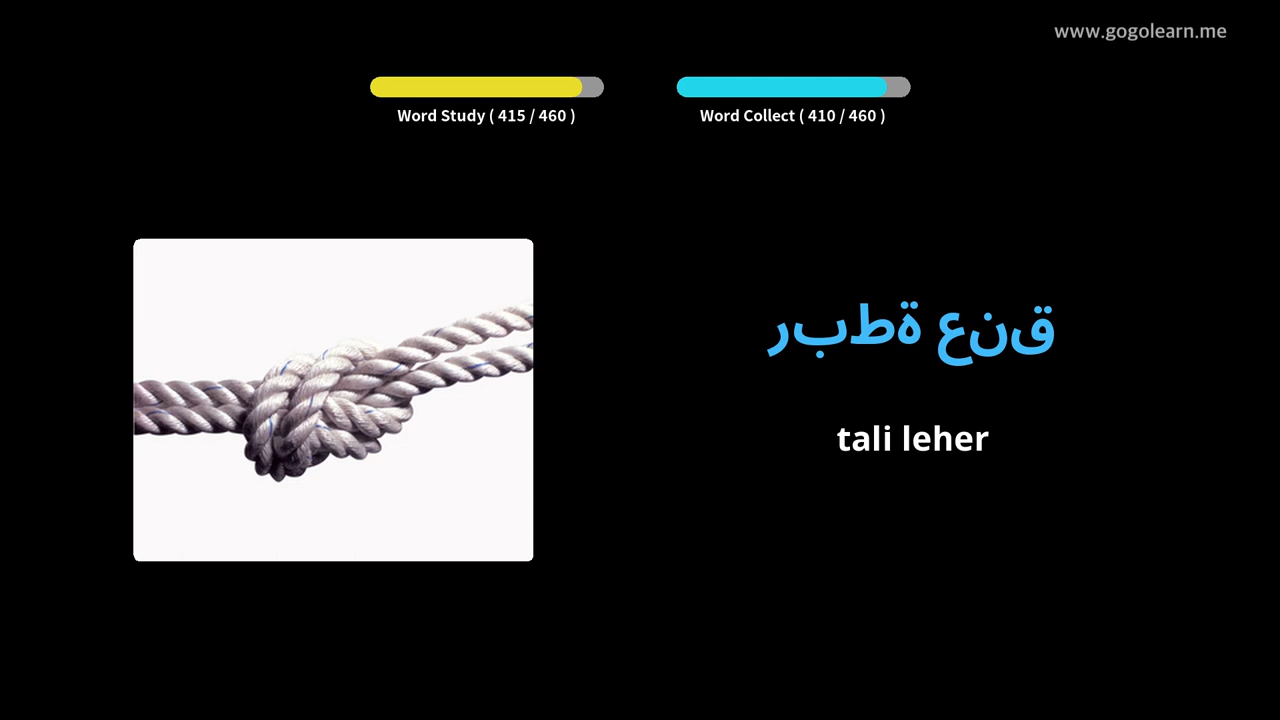 www.gogolearn.me
Word Study ( 415 / 460 )
Word Collect ( 410 / 460 )
ربطة عنق
tali leher